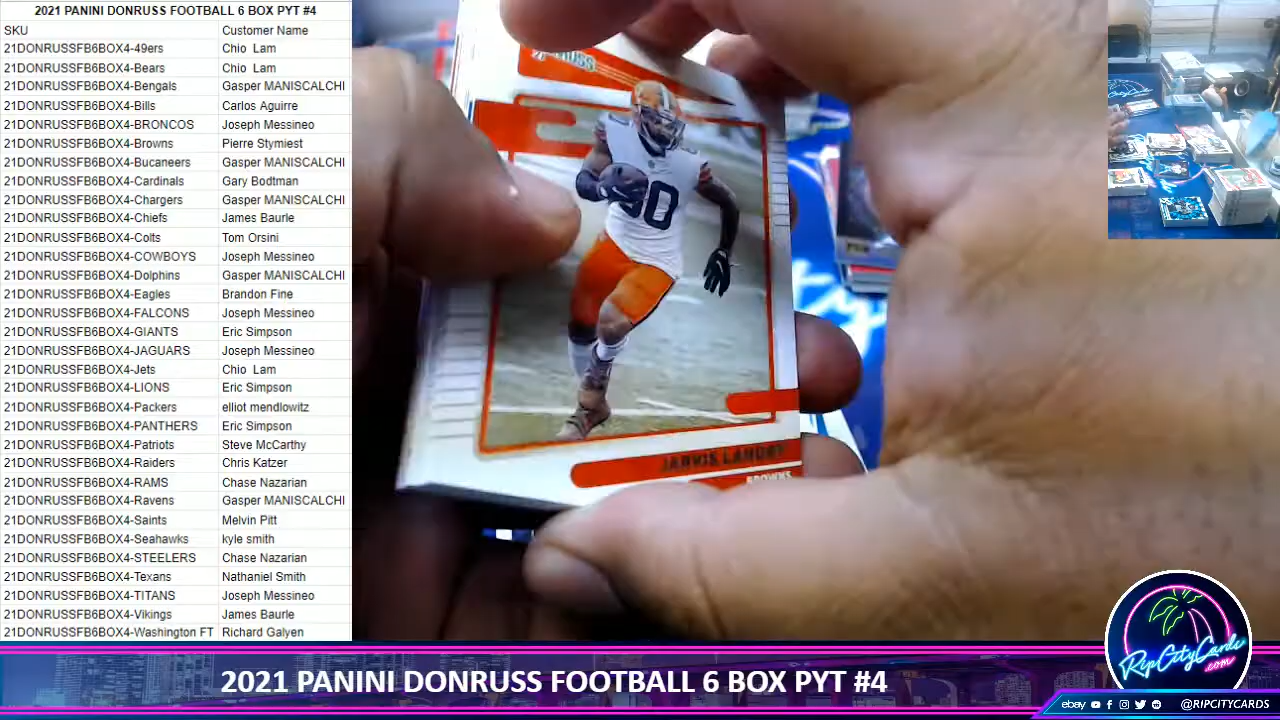 2021 PANINI DONRUSS FOOTBALL 6 BOX PYT #4
SKU Customer Name
21DONRUSSFB6BOX4-49ers Chio Lam
21DONRUSSFB6BOX4-Bears Chio Lam
21DONRUSSFB6BOX4-Bengals Gasper MANISCALCHI
21DONRUSSFB6BOX4-Bills Carlos Aguirre
21DONRUSSFB6BOX4-BRONCOS Joseph Messineo
21DONRUSSFB6BOX4-Browns Pierre Stymiest
21DONRUSSFB6BOX4-Bucaneers Gasper MANISCALCHI
21DONRUSSFB6BOX4-Cardinals Gary Bodtman
21DONRUSSFB6BOX4-Chargers Gasper MANISCALCHI
21DONRUSSFB6BOX4-Chiefs James Baurle
21DONRUSSFB6BOX4-Colts Tom Orsini
21DONRUSSFB6BOX4-COWBOYS Joseph Messineo
21DONRUSSFB6BOX4-Dolphins Gasper MANISCALCHI
21DONRUSSFB6BOX4-Eagles Brandon Fine
21DONRUSSFB6BOX4-FALCONS Joseph Messineo
21DONRUSSFB6BOX4-GIANTS Eric Simpson
21DONRUSSFB6BOX4-JAGUARS Joseph Messineo
21DONRUSSFB6BOX4-Jets Chio Lam
21DONRUSSFB6BOX4-LIONS Eric Simpson
21DONRUSSFB6BOX4-Packers elliot mendlowitz
21DONRUSSFB6BOX4-PANTHERS Eric Simpson
21DONRUSSFB6BOX4-Patriots Steve McCarthy
21DONRUSSFB6BOX4-Raiders Chris Katzer
21DONRUSSFB6BOX4-RAMS Chase Nazarian
21DONRUSSFB6BOX4-Ravens Gasper MANISCALCHI
21DONRUSSFB6BOX4-Saints Melvin Pitt
21DONRUSSFB6BOX4-Seahawks kyle smith
21DONRUSSFB6BOX4-STEELERS Chase Nazarian
21DONRUSSFB6BOX4-Texans Nathaniel Smith
21DONRUSSFB6BOX4-TITANS Joseph Messineo
21DONRUSSFB6BOX4-Vikings James Baurle
21DONRUSSFB6BOX4-Washington FT Richard Galyen
80
JARVIS LANDRY
BROWNS
2021 PANINI DONRUSS FOOTBALL 6 BOX PYT #4
RipCityCards
.com
ebay @RIPCITYCARDS